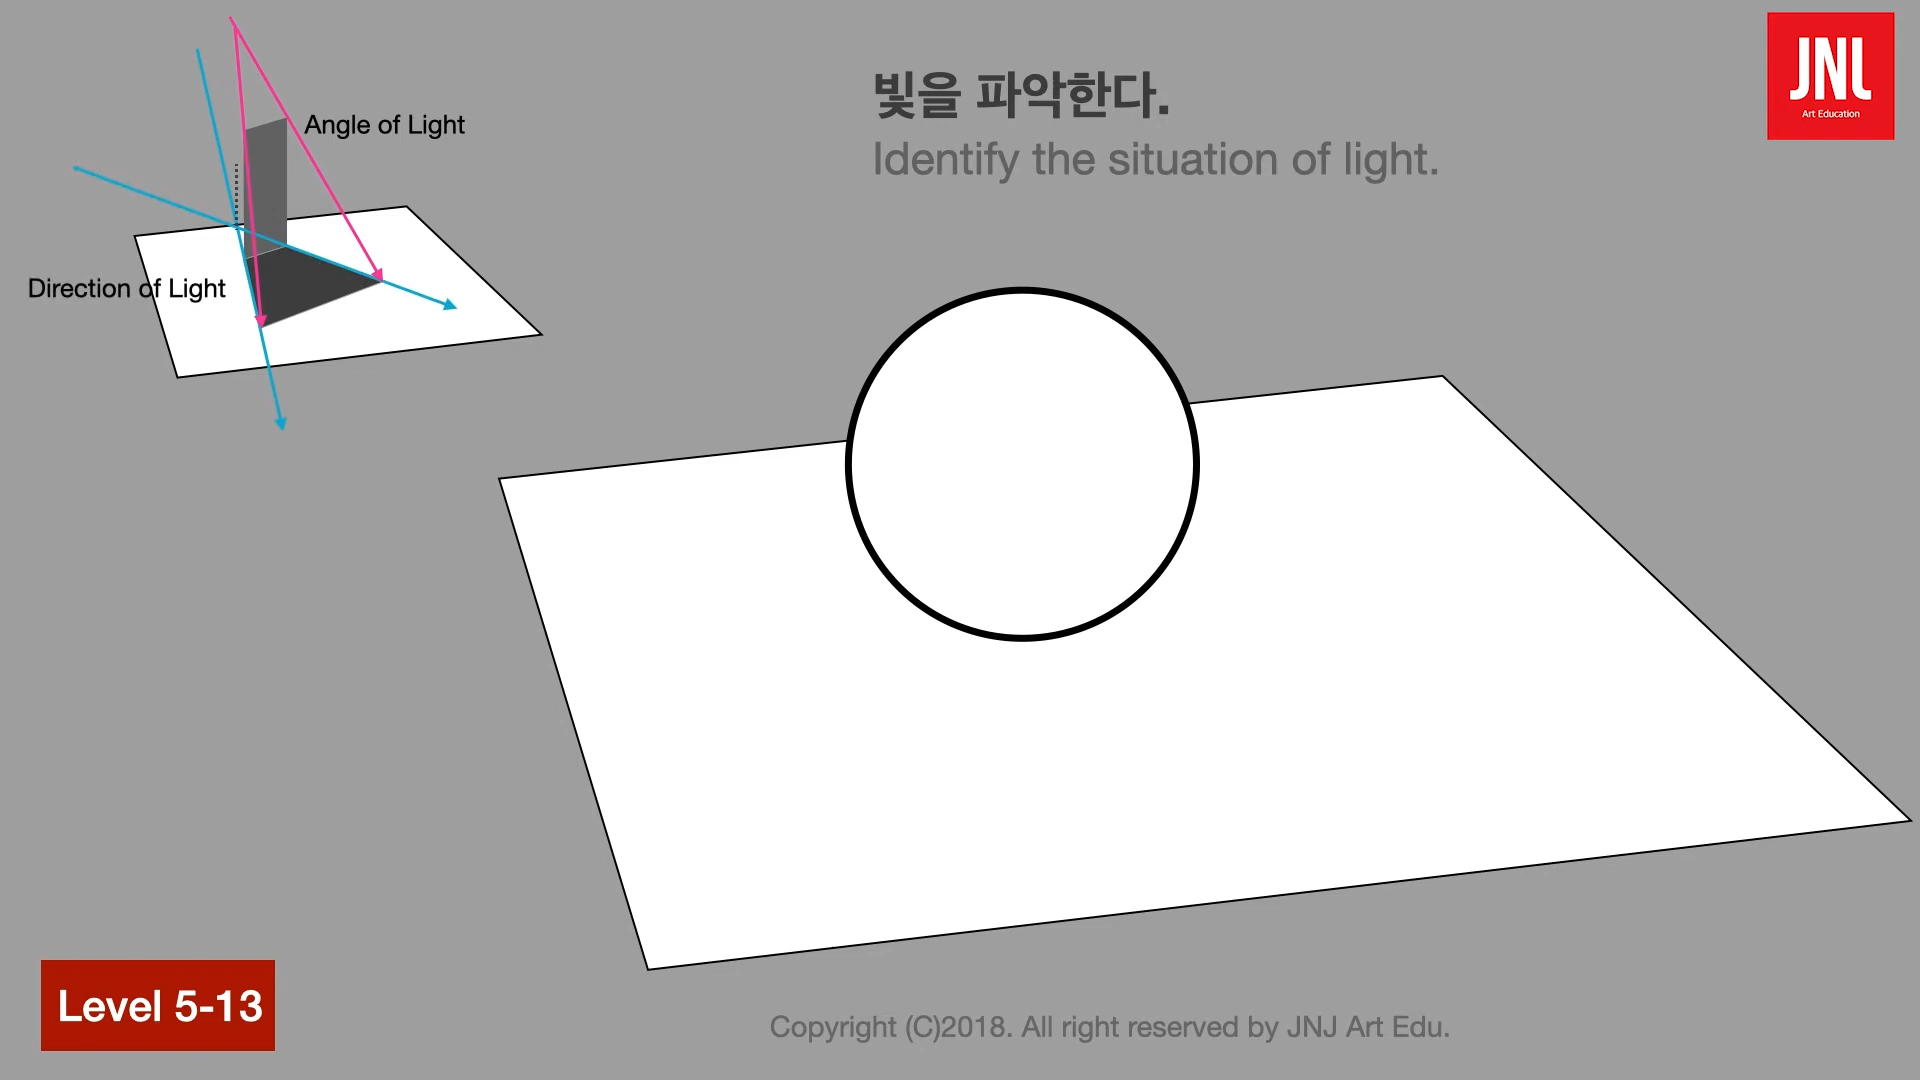 JNL
Art Education
빛을 파악한다.
Identify the situation of light.
Angle of Light
Direction of Light
Level 5-13
Copyright (C)2018. All right reserved by JNJ Art Edu.